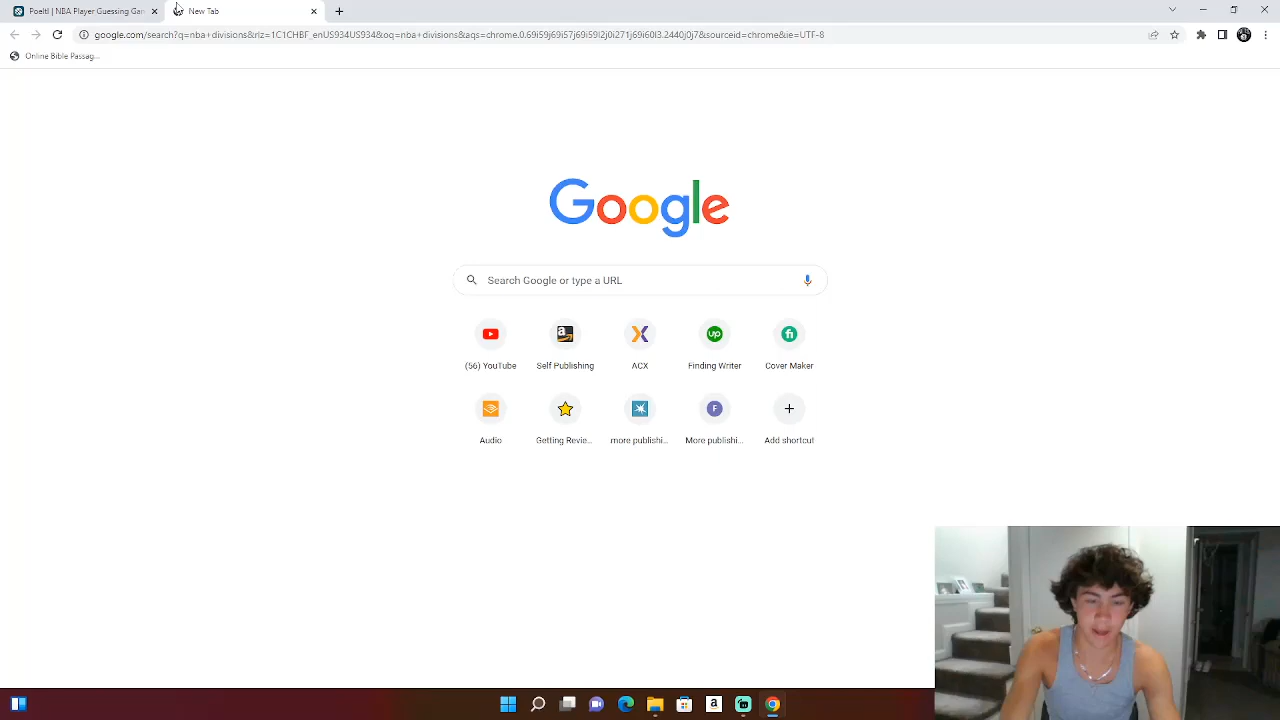 Poeltl | NBA Player Guessing Gam
New Tab
google.com/search?q=nba+divisions&rlz=1C1CHBF_enUS934US934&oq=nba+divisions&aqs=chrome.0.69i59j69i57j69i59l2j0i271j69i60l3.2440j0j7&sourceid=chrome&ie=UTF-8
Online Bible Passag...
Google
Search Google or type a URL
(56) YouTube
Self Publishing
ACX
Finding Writer
Cover Maker
Audio
Getting Revie...
more publishi...
More publishi...
Add shortcut